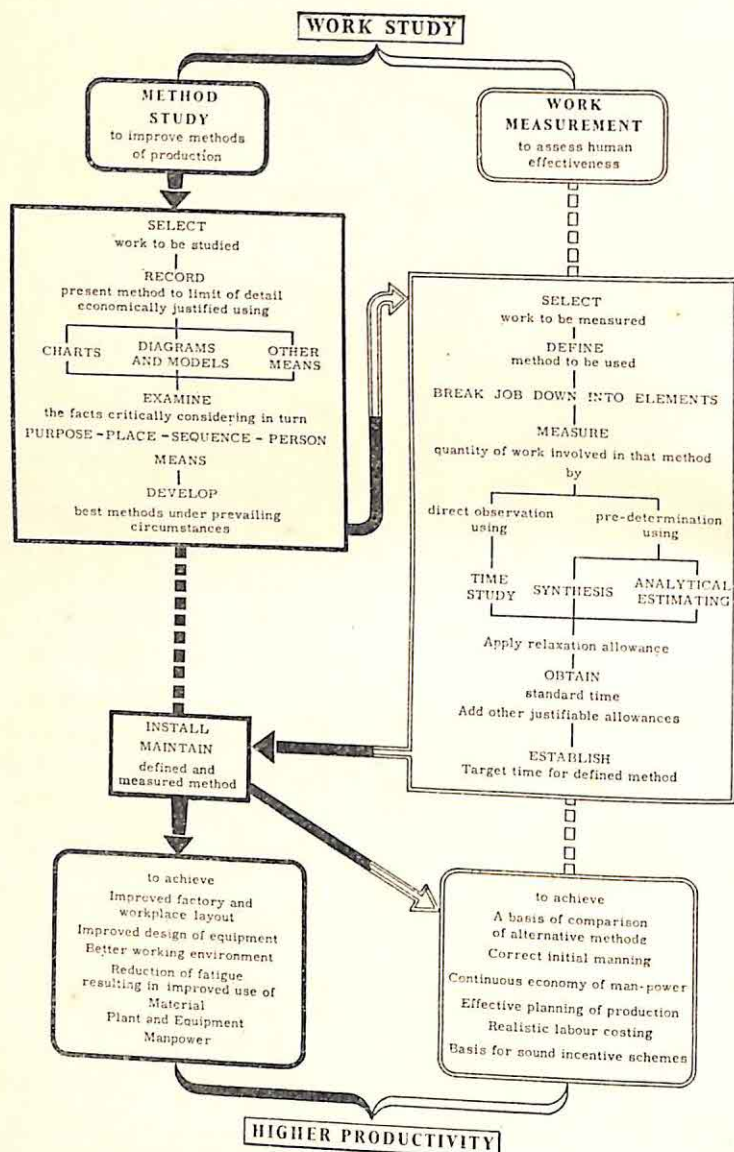 WORK STUDY
METHOD
STUDY
to improve methods
of production
WORK
MEASUREMENT
to assess human
effectiveness
SELECT
work to be studied
RECORD
present method to limit of detail
economically justified using
CHARTS
DIAGRAMS
AND MODELS
OTHER
MEANS
EXAMINE
the facts critically considering in turn
PURPOSE - PLACE - SEQUENCE - PERSON
MEANS
DEVELOP
best methods under prevailing
circumstances
SELECT
work to be measured
DEFINE
method to be used
BREAK JOB DOWN INTO ELEMENTS
MEASURE
quantity of work involved in that method
by
direct observation
using
pre-determination
using
TIME
STUDY
SYNTHESIS
ANALYTICAL
ESTIMATING
Apply relaxation allowance
OBTAIN
standard time
Add other justifiable allowances
ESTABLISH
Target time for defined method
INSTALL
MAINTAIN
defined and
measured method
to achieve
Improved factory and
workplace layout
Improved design of equipment
Better working environment
Reduction of fatigue
resulting in improved use of
Material
Plant and Equipment
Manpower
to achieve
A basis of comparison
of alternative methods
Correct initial manning
Continuous economy of man-power
Effective planning of production
Realistic labour costing
Basis for sound incentive schemes
HIGHER PRODUCTIVITY